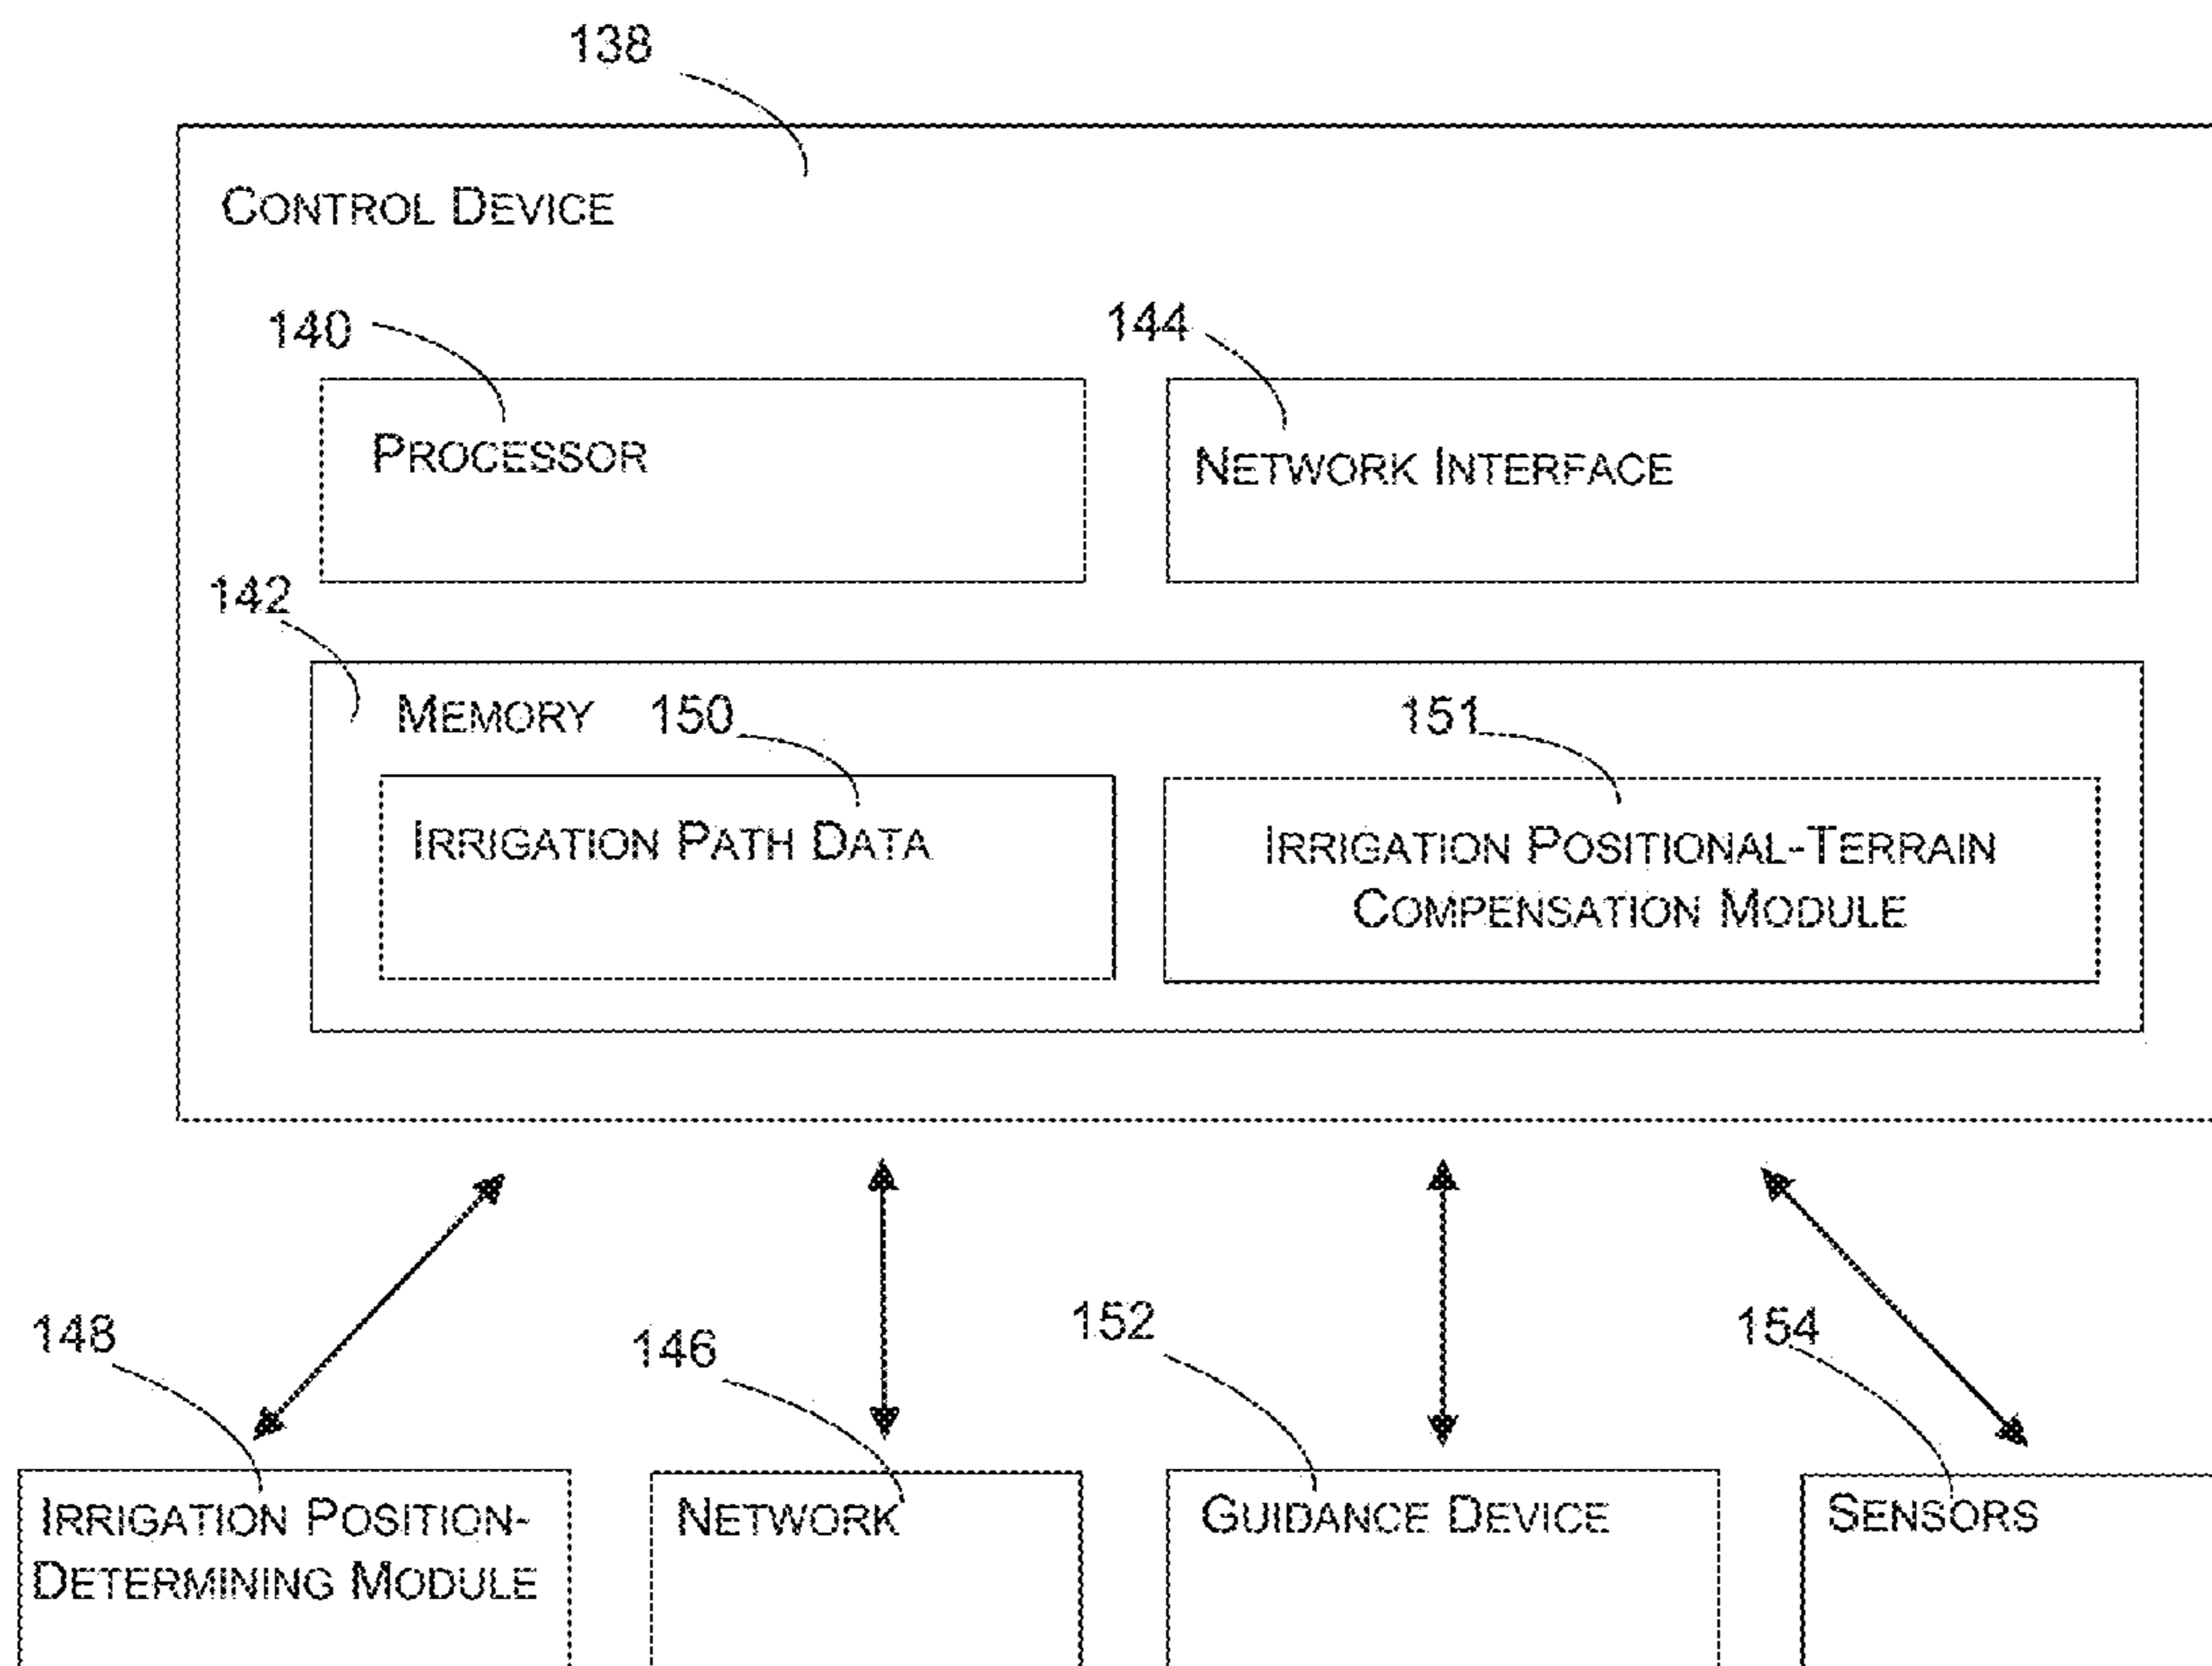 138
CONTROL DEVICE
140
144
PROCESSOR
NETWORK INTERFACE
142
MEMORY 150
151
IRRIGATION PATH DATA
IRRIGATION POSITIONAL-TERRAIN
COMPENSATION MODULE
148
146
152
154
IRRIGATION POSITION-
DETERMINING MODULE
NETWORK
GUIDANCE DEVICE
SENSORS